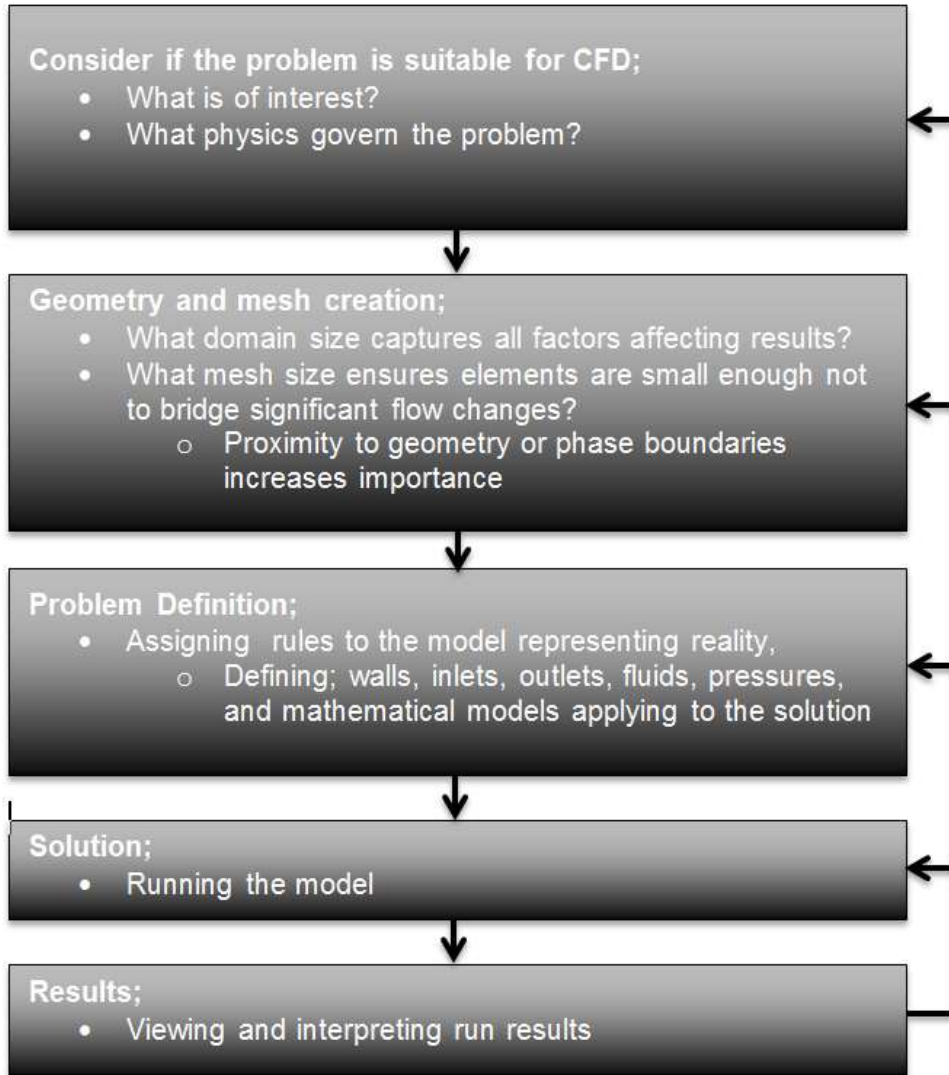 Consider if the problem is suitable for CFD;
• What is of interest?
• What physics govern the problem?
Geometry and mesh creation;
• What domain size captures all factors affecting results?
• What mesh size ensures elements are small enough not
to bridge significant flow changes?
o Proximity to geometry or phase boundaries
increases importance
Problem Definition;
• Assigning rules to the model representing reality,
o Defining; walls, inlets, outlets, fluids, pressures,
and mathematical models applying to the solution
Solution;
• Running the model
Results;
• Viewing and interpreting run results